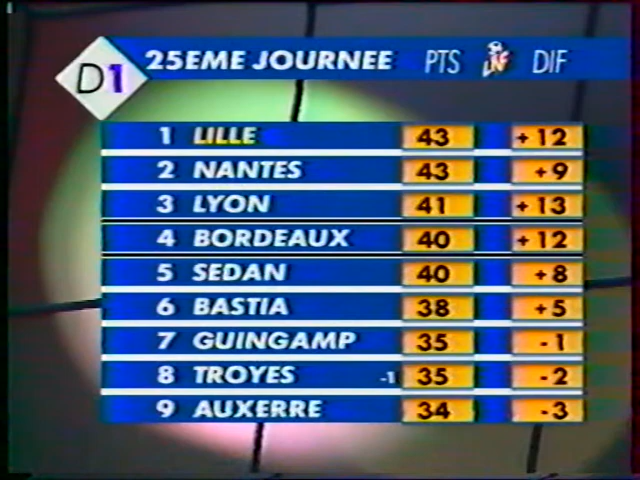 D1 25EME JOURNEE PTS LNF DIF
1 LILLE 43 +12
2 NANTES 43 +9
3 LYON 41 +13
4 BORDEAUX 40 +12
5 SEDAN 40 +8
6 BASTIA 38 +5
7 GUINGAMP 35 -1
8 TROYES -1 35 -2
9 AUXERRE 34 -3